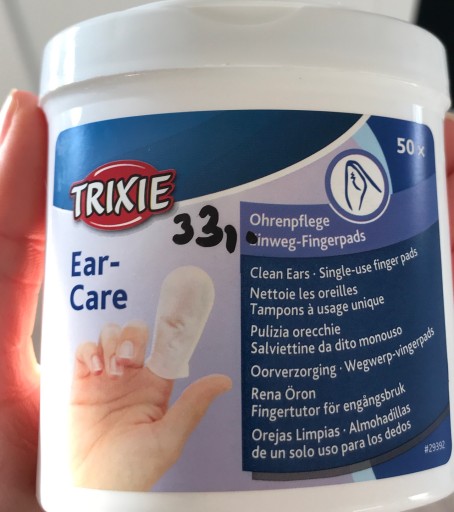 50 x
TRIXIE
33,-
Ear-
Care
Ohrenpflege
Einweg-Fingerpads
Clean Ears · Single-use finger pads
Nettoie les oreilles
Tampons à usage unique
Pulizia orecchie
Salviettine da dito monouso
Oorverzorging · Wegwerp-vingerpads
Rena Öron
Fingertutor för engångsbruk
Orejas Limpias · Almohadillas
de un solo uso para los dedos
#29392